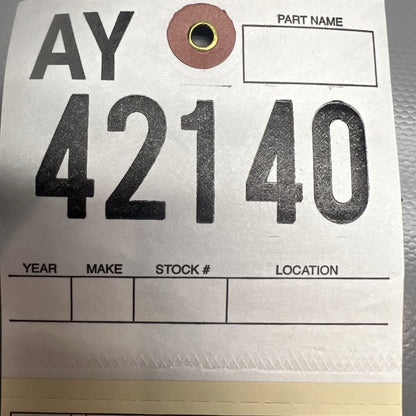 AY PART NAME
42140
YEAR MAKE STOCK # LOCATION